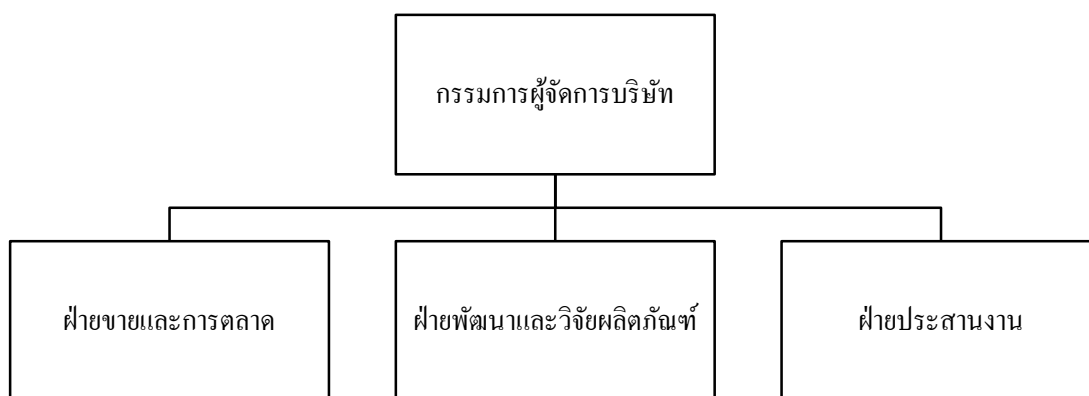 กรรมการผู้จัดการบริษัท
ฝ่ายขายและการตลาด
ฝ่ายพัฒนาและวิจัยผลิตภัณฑ์
ฝ่ายประสานงาน